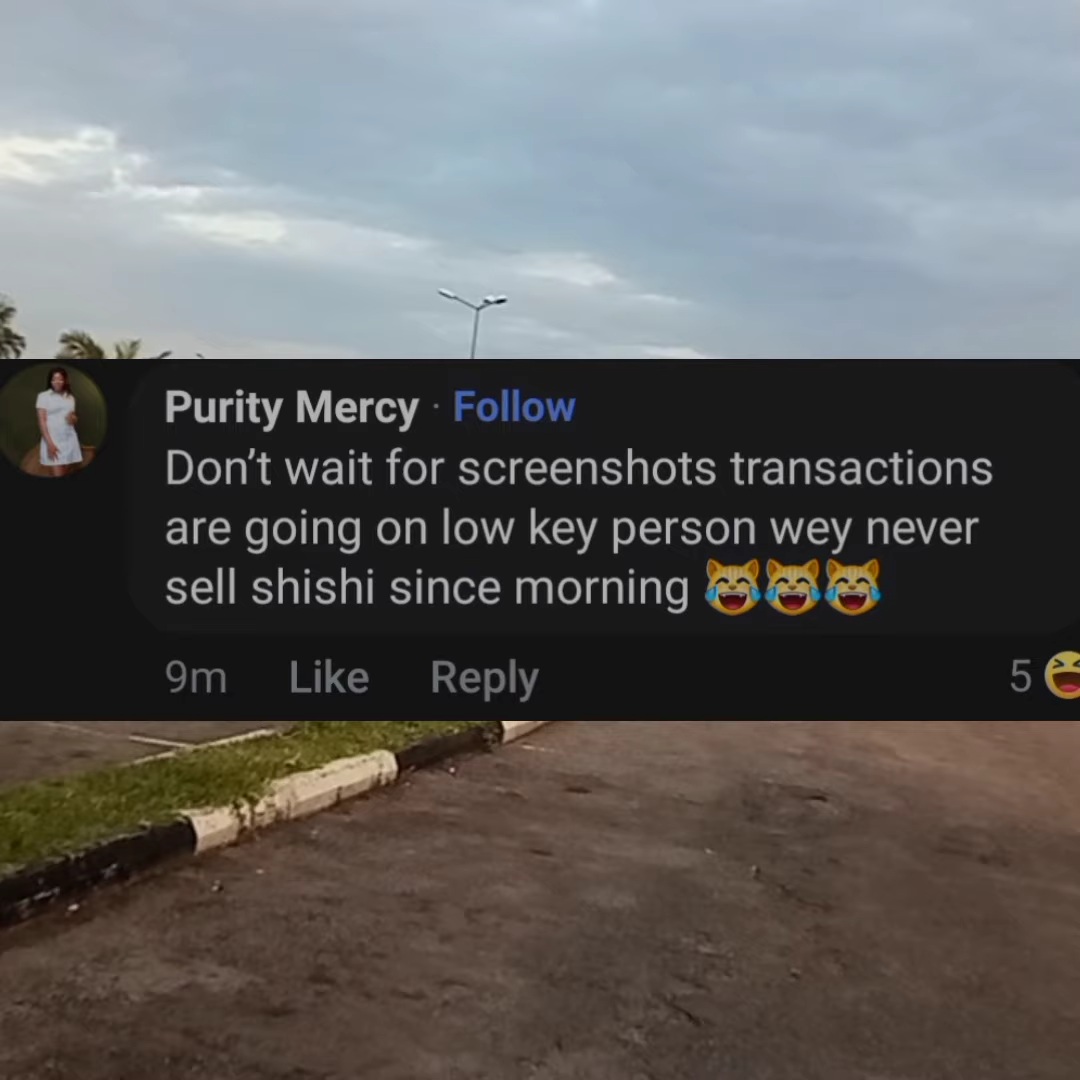 Purity Mercy · Follow
Don’t wait for screenshots transactions
are going on low key person wey never
sell shishi since morning 😹😹😹
9m Like Reply 5 😆